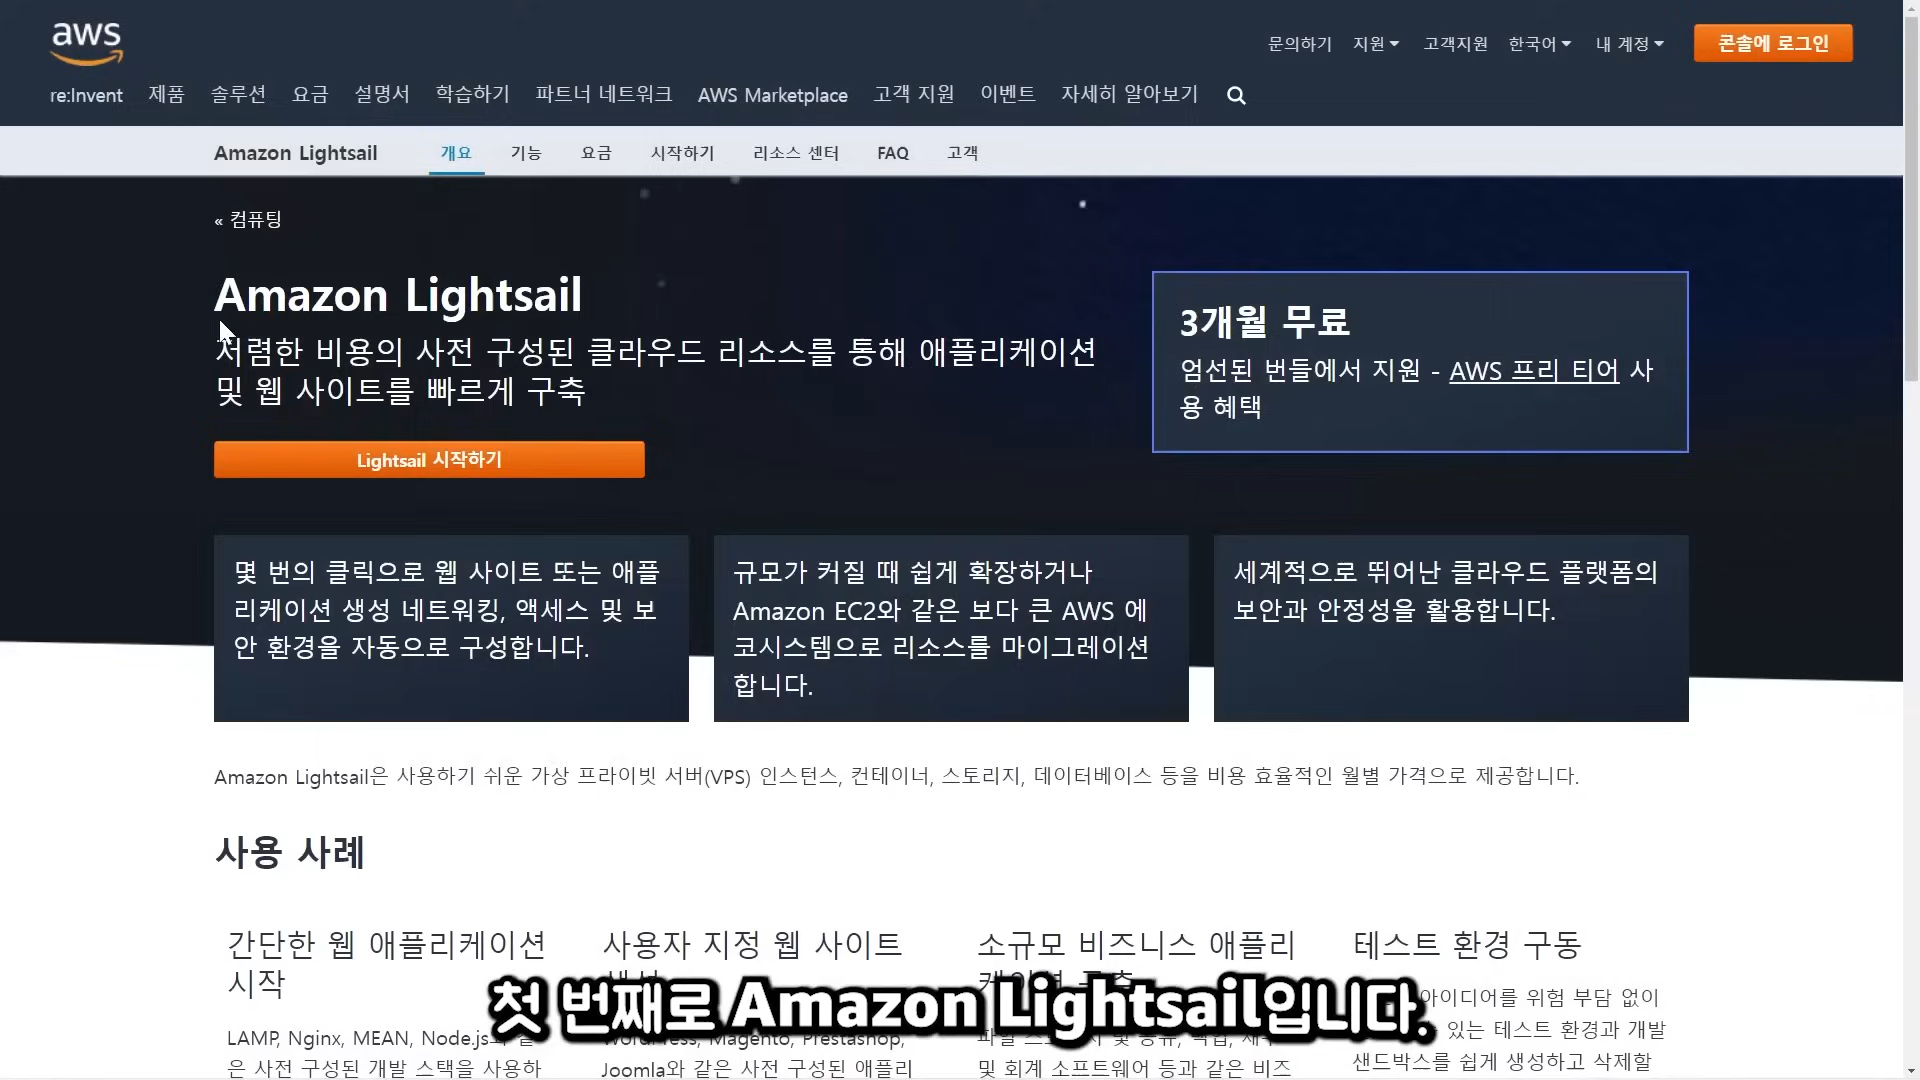 aws
문의하기 지원 고객지원 한국어 내 계정 콘솔에 로그인
re:Invent 제품 솔루션 요금 설명서 학습하기 파트너 네트워크 AWS Marketplace 고객 지원 이벤트 자세히 알아보기
Amazon Lightsail 개요 기능 요금 시작하기 리소스 센터 FAQ 고객
« 컴퓨팅
Amazon Lightsail
저렴한 비용의 사전 구성된 클라우드 리소스를 통해 애플리케이션
및 웹 사이트를 빠르게 구축
Lightsail 시작하기
3개월 무료
엄선된 번들에서 지원 - AWS 프리 티어 사
용 혜택
몇 번의 클릭으로 웹 사이트 또는 애플
리케이션 생성 네트워킹, 액세스 및 보
안 환경을 자동으로 구성합니다.
규모가 커질 때 쉽게 확장하거나
Amazon EC2와 같은 보다 큰 AWS 에
코시스템으로 리소스를 마이그레이션
합니다.
세계적으로 뛰어난 클라우드 플랫폼의
보안과 안정성을 활용합니다.
Amazon Lightsail은 사용하기 쉬운 가상 프라이빗 서버(VPS) 인스턴스, 컨테이너, 스토리지, 데이터베이스 등을 비용 효율적인 월별 가격으로 제공합니다.
사용 사례
간단한 웹 애플리케이션
시작
LAMP, Nginx, MEAN, Node.js와
은 사전 구성된 개발 스택을 사용하
사용자 지정 웹 사이트
WordPress, Magento, Prestashop,
Joomla와 같은 사전 구성된 애플리
소규모 비즈니스 애플리
및 회계 소프트웨어 등과 같은 비즈
테스트 환경 구동
아이디어를 위험 부담 없이
있는 테스트 환경과 개발
샌드박스를 쉽게 생성하고 삭제할
첫 번째로 Amazon Lightsail입니다.